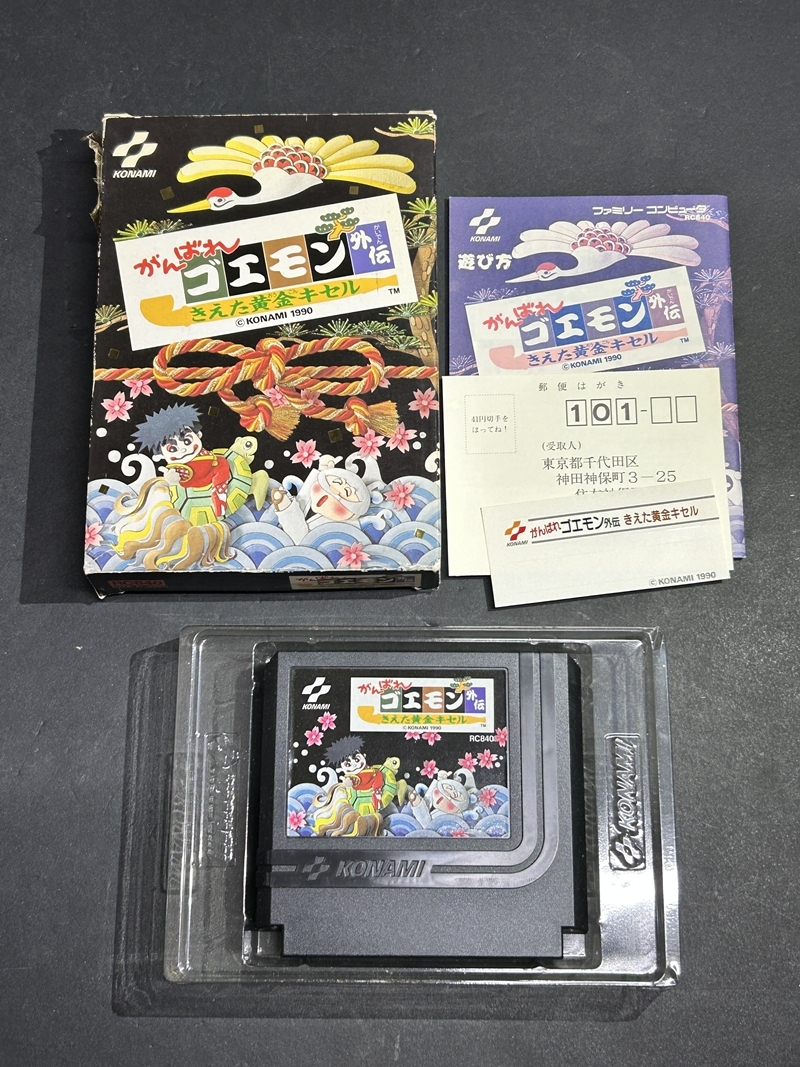 KONAMI
がんばれ
ゴエモン外伝
がいでん
きえた黄金キセル
おうごん
TM
©KONAMI 1990
RC840
ファミリーコンピュータ
RC840
KONAMI
遊び方
がんばれ
ゴエモン外伝
きえた黄金キセル
TM
©KONAMI 1990
郵便はがき
41円切手を
はってね!
101-
(受取人)
東京都千代田区
神田神保町3-25
KONAMI
がんばれゴエモン外伝 きえた黄金キセル
©KONAMI 1990
KONAMI
がんばれ
ゴエモン外伝
きえた黄金キセル
TM
©KONAMI 1990
RC840
KONAMI
KONAMI